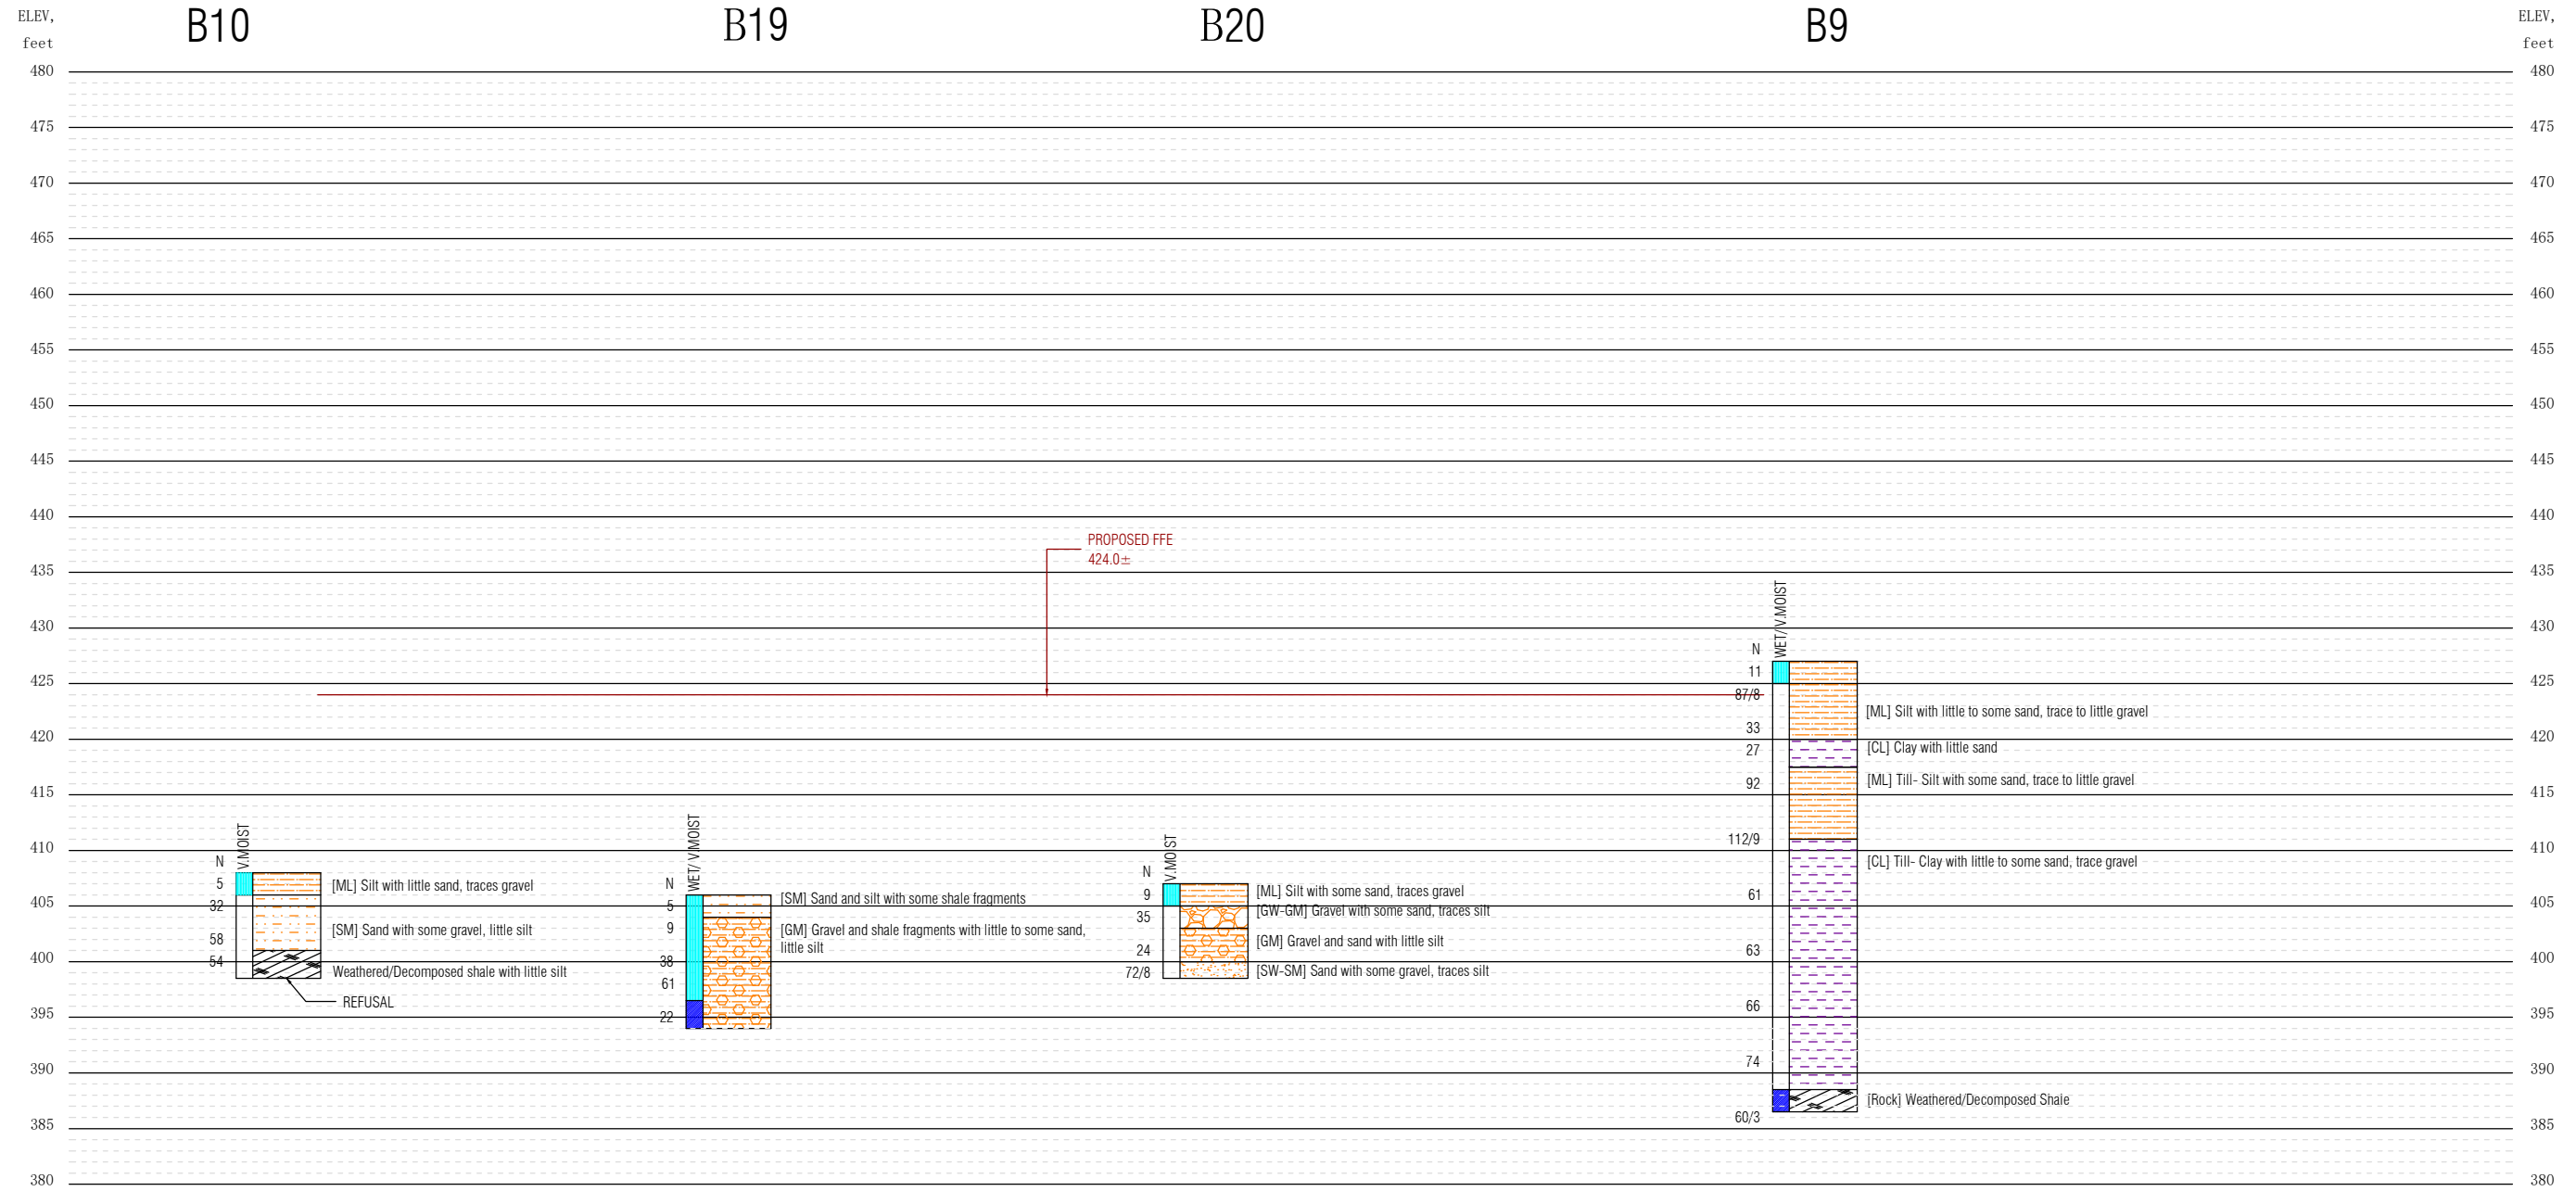 ELEV,
feet
B10
B19
B20
B9
ELEV,
feet
480
480
475
475
470
470
465
465
460
460
455
455
450
450
445
445
440
440
435
435
430
430
425
425
420
420
415
415
410
410
405
405
400
400
395
395
390
390
385
385
380
380
PROPOSED FFE
424.0±
V.MOIST
N
5
32
58
54
[ML] Silt with little sand, traces gravel
[SM] Sand with some gravel, little silt
Weathered/Decomposed shale with little silt
REFUSAL
WET/ V.MOIST
N
5
9
38
61
22
[SM] Sand and silt with some shale fragments
[GM] Gravel and shale fragments with little to some sand,
little silt
V.MOIST
N
9
35
24
72/8
[ML] Silt with some sand, traces gravel
[GW-GM] Gravel with some sand, traces silt
[GM] Gravel and sand with little silt
[SW-SM] Sand with some gravel, traces silt
WET/ V.MOIST
N
11
87/8
33
27
92
112/9
61
63
66
74
60/3
[ML] Silt with little to some sand, trace to little gravel
[CL] Clay with little sand
[ML] Till- Silt with some sand, trace to little gravel
[CL] Till- Clay with little to some sand, trace gravel
[Rock] Weathered/Decomposed Shale